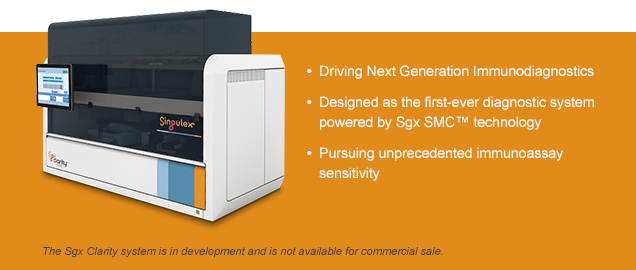 Singulex
Clarity
• Driving Next Generation Immunodiagnostics
• Designed as the first-ever diagnostic system
powered by Sgx SMC™ technology
• Pursuing unprecedented immunoassay
sensitivity
The Sgx Clarity system is in development and is not available for commercial sale.